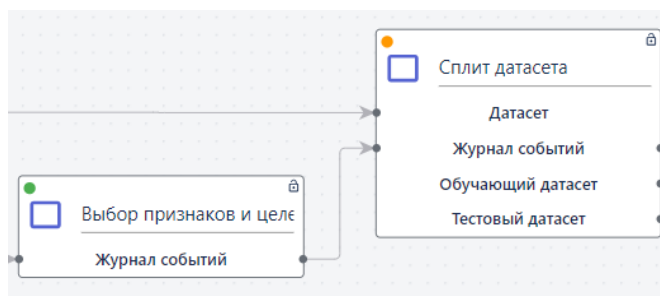 Сплит датасета
Датасет
Журнал событий
Обучающий датасет
Тестовый датасет
Выбор признаков и целе
Журнал событий